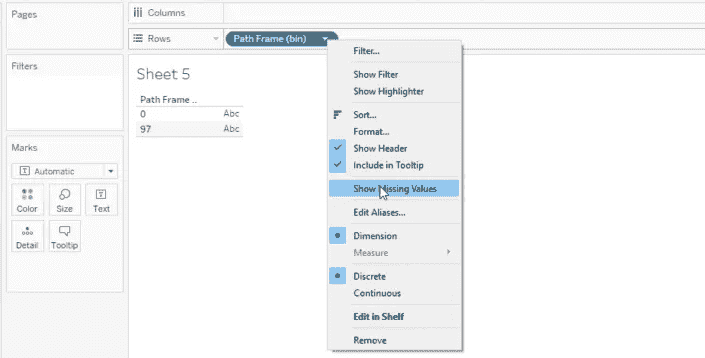 Pages
Columns
Rows
Path Frame (bin)
Filters
Sheet 5
Path Frame ..
0 Abc
97 Abc
Marks
Automatic
Color
Size
Text
Detail
Tooltip
Filter...
Show Filter
Show Highlighter
Sort...
Format...
Show Header
Include in Tooltip
Show Missing Values
Edit Aliases...
Dimension
Measure
Discrete
Continuous
Edit in Shelf
Remove